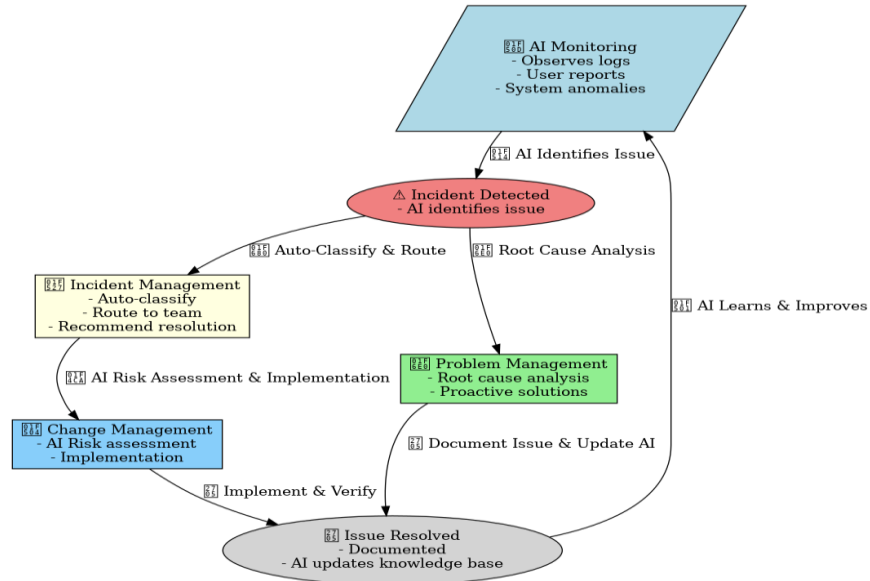 AI Monitoring
- Observes logs
- User reports
- System anomalies
AI Identifies Issue
⚠ Incident Detected
- AI identifies issue
Auto-Classify & Route
Root Cause Analysis
Incident Management
- Auto-classify
- Route to team
- Recommend resolution
AI Learns & Improves
Problem Management
- Root cause analysis
- Proactive solutions
AI Risk Assessment & Implementation
Change Management
- AI Risk assessment
- Implementation
Document Issue & Update AI
Implement & Verify
Issue Resolved
- Documented
- AI updates knowledge base